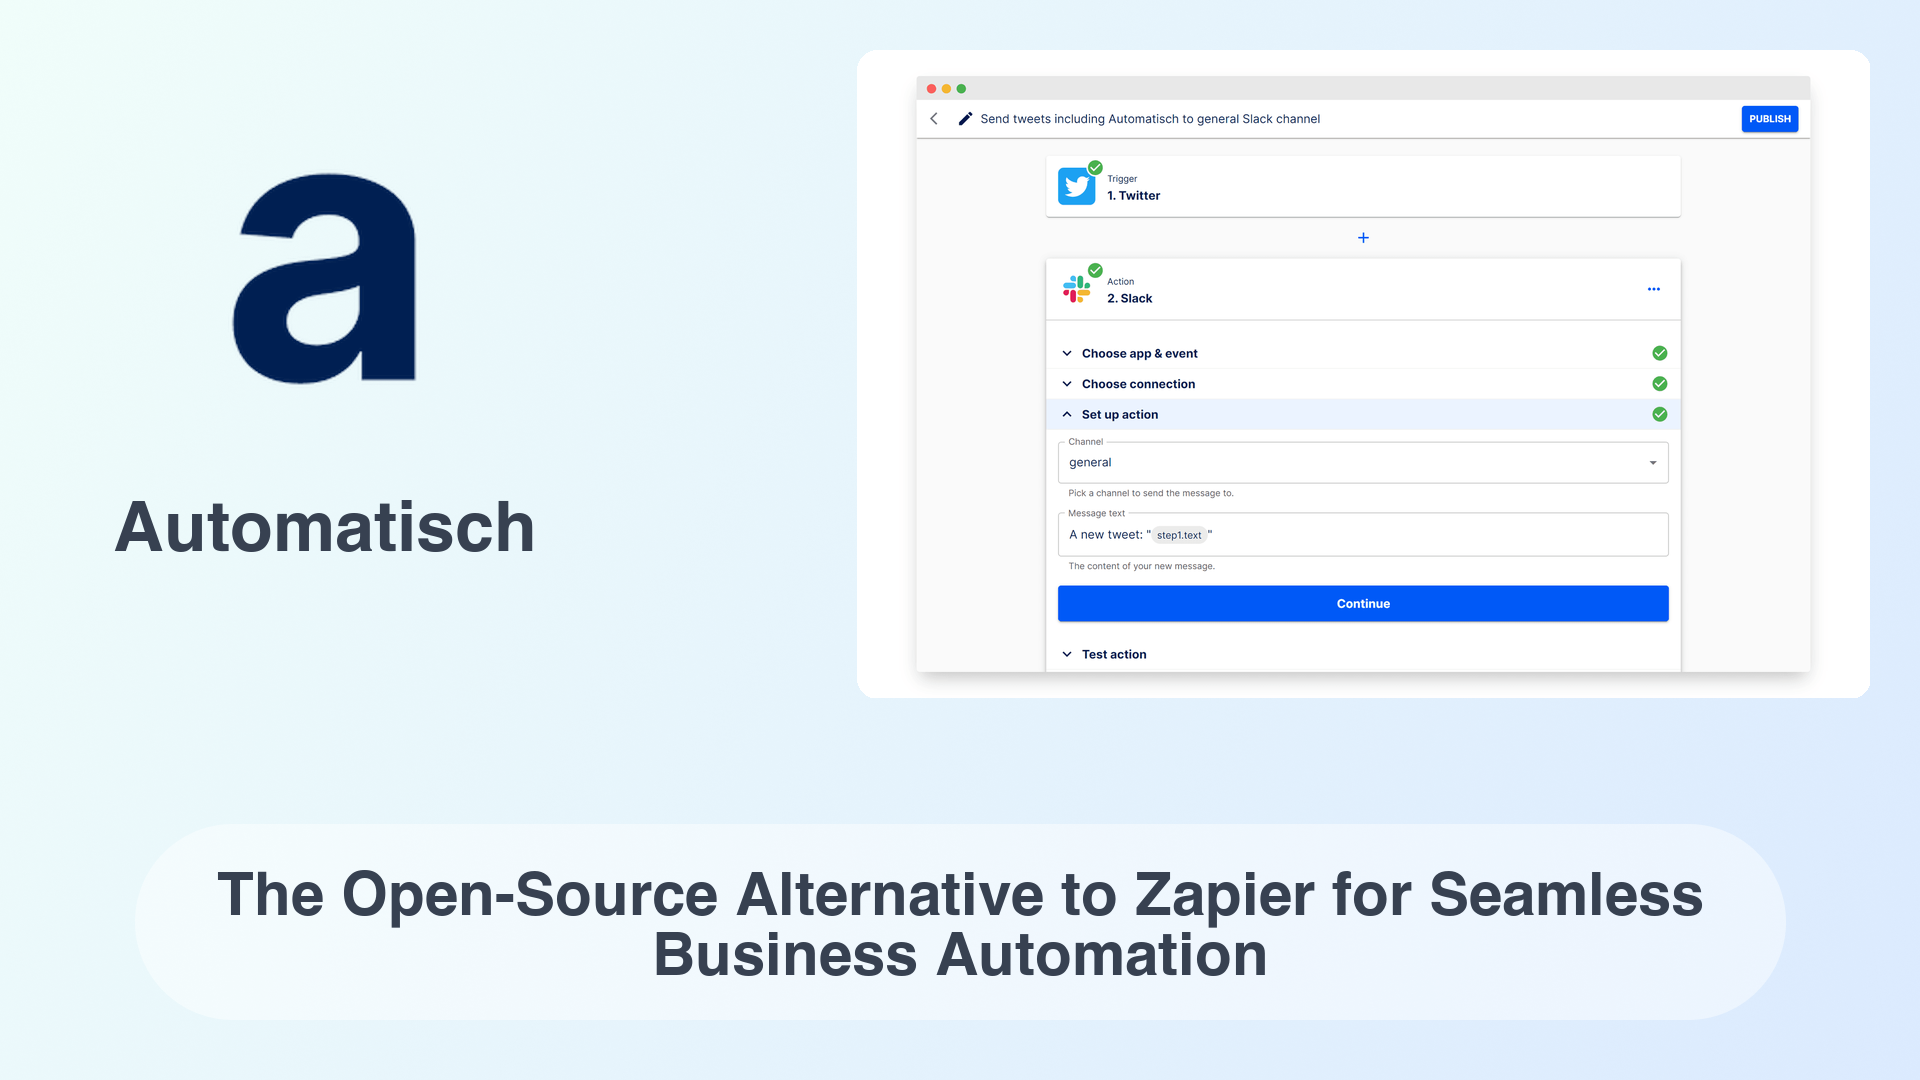 a
Automatisch
Send tweets including Automatisch to general Slack channel
PUBLISH
Trigger
1. Twitter
+
Action
2. Slack
Choose app & event
Choose connection
Set up action
Channel
general
Pick a channel to send the message to.
Message text
A new tweet: "step1.text"
The content of your new message.
Continue
Test action
The Open-Source Alternative to Zapier for Seamless
Business Automation